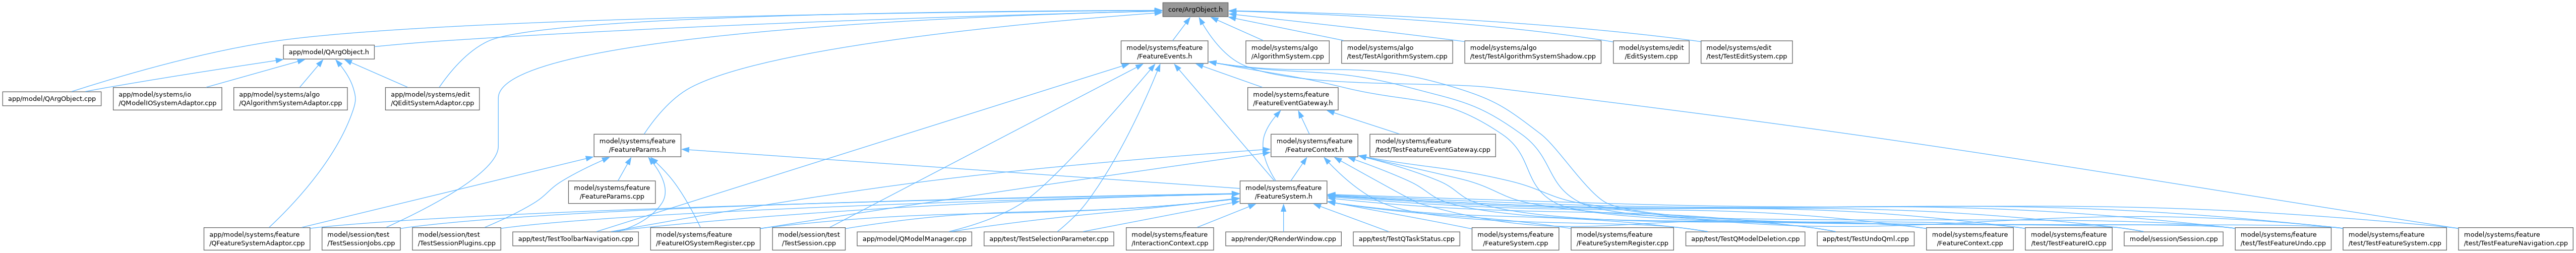 core/ArgObject.h
app/model/QArgObject.h
model/systems/feature
/FeatureEvents.h
model/systems/algo
/AlgorithmSystem.cpp
model/systems/algo
/test/TestAlgorithmSystem.cpp
model/systems/algo
/test/TestAlgorithmSystemShadow.cpp
model/systems/edit
/EditSystem.cpp
model/systems/edit
/test/TestEditSystem.cpp
app/model/QArgObject.cpp
app/model/systems/io
/QModelIOSystemAdaptor.cpp
app/model/systems/algo
/QAlgorithmSystemAdaptor.cpp
app/model/systems/edit
/QEditSystemAdaptor.cpp
model/systems/feature
/FeatureEventGateway.h
model/systems/feature
/FeatureParams.h
model/systems/feature
/FeatureContext.h
model/systems/feature
/test/TestFeatureEventGateway.cpp
model/systems/feature
/FeatureParams.cpp
model/systems/feature
/FeatureSystem.h
app/model/systems/feature
/QFeatureSystemAdaptor.cpp
model/session/test
/TestSessionJobs.cpp
model/session/test
/TestSessionPlugins.cpp
app/test/TestToolbarNavigation.cpp
model/systems/feature
/FeatureIOSystemRegister.cpp
model/session/test
/TestSession.cpp
app/model/QModelManager.cpp
app/test/TestSelectionParameter.cpp
model/systems/feature
/InteractionContext.cpp
app/render/QRenderWindow.cpp
app/test/TestQTaskStatus.cpp
model/systems/feature
/FeatureSystem.cpp
model/systems/feature
/FeatureSystemRegister.cpp
app/test/TestQModelDeletion.cpp
app/test/TestUndoQml.cpp
model/systems/feature
/FeatureContext.cpp
model/systems/feature
/test/TestFeatureIO.cpp
model/session/Session.cpp
model/systems/feature
/test/TestFeatureUndo.cpp
model/systems/feature
/test/TestFeatureSystem.cpp
model/systems/feature
/test/TestFeatureNavigation.cpp